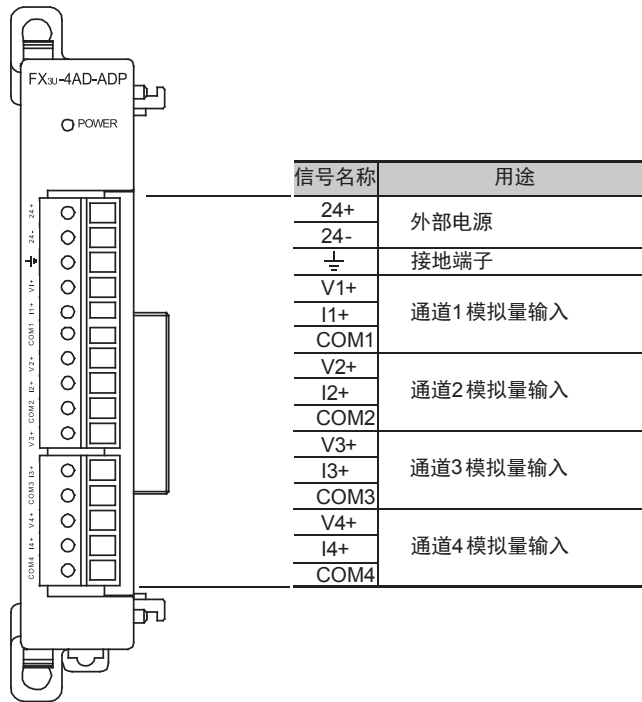 FX3U-4AD-ADP
POWER
24+
24-
⏚
V1+
I1+
COM1
V2+
I2+
COM2
V3+
I3+
COM3
V4+
I4+
COM4
信号名称 用途
24+ 外部电源
24-
⏚ 接地端子
V1+
I1+ 通道1模拟量输入
COM1
V2+
I2+ 通道2模拟量输入
COM2
V3+
I3+ 通道3模拟量输入
COM3
V4+
I4+ 通道4模拟量输入
COM4